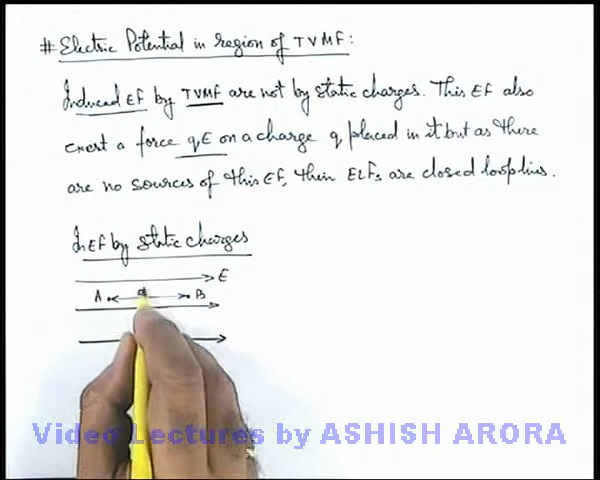 # Electric Potential in region of TVMF:
Induced EF by TVMF are not by static charges. This EF also
exert a force qE on a charge q placed in it but as there
are no sources of this EF, then ELFs are closed loop lines.
In EF by static charges
E
A B
Video Lectures by ASHISH ARORA